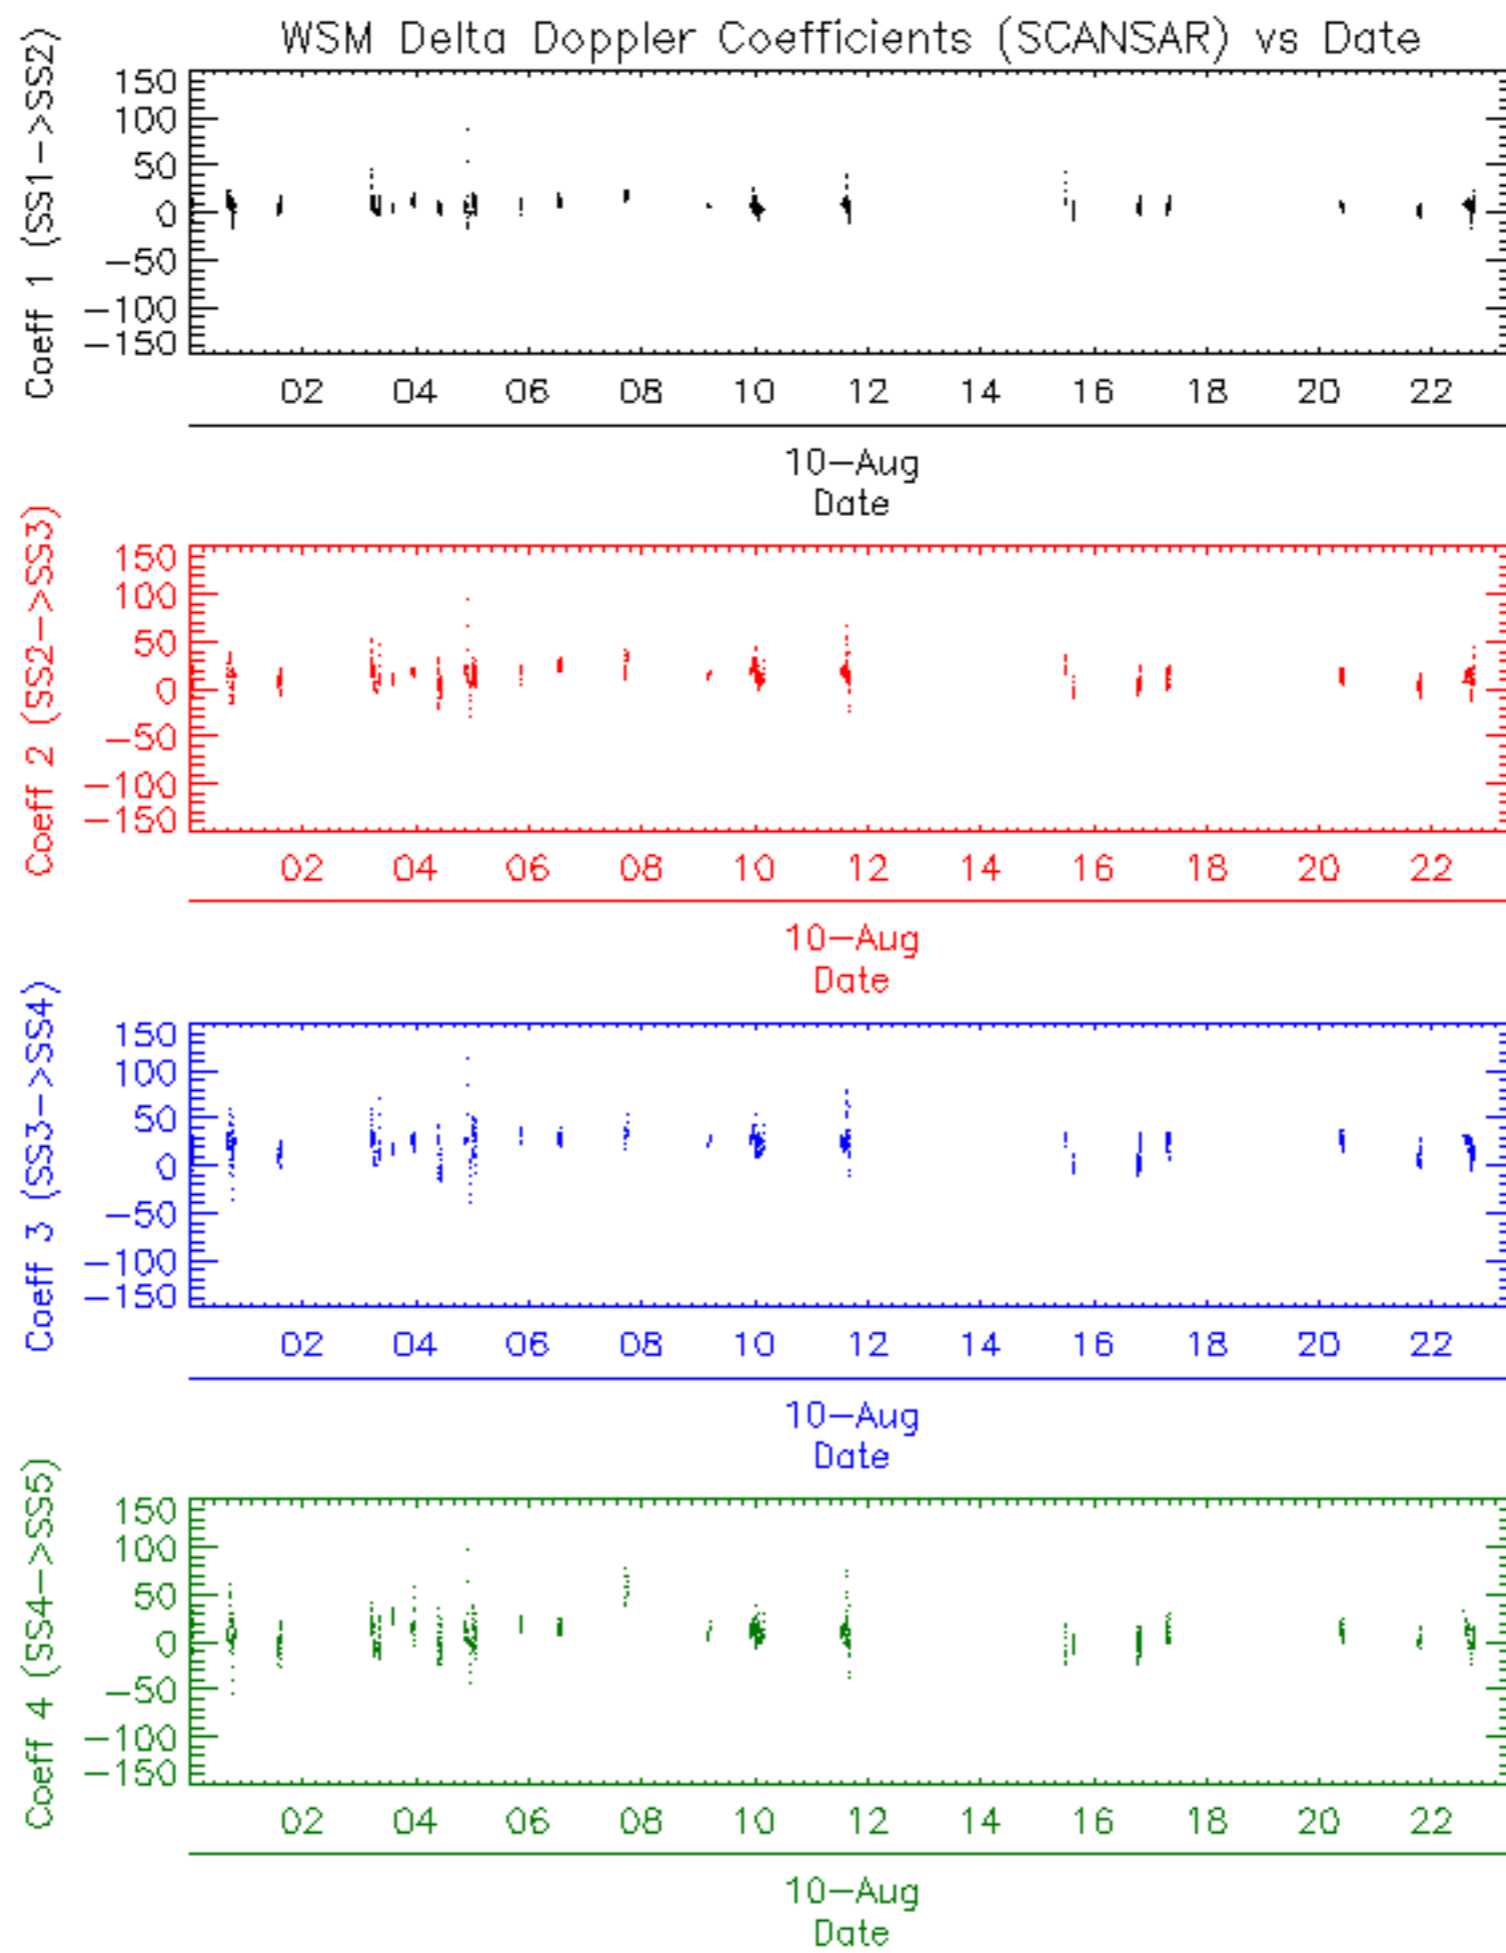 WSM Delta Doppler Coefficients (SCANSAR) vs Date
Coeff 1 (SS1->SS2)
150
100
50
0
-50
-100
-150
02 04 06 08 10 12 14 16 18 20 22
10-Aug
Date
Coeff 2 (SS2->SS3)
150
100
50
0
-50
-100
-150
02 04 06 08 10 12 14 16 18 20 22
10-Aug
Date
Coeff 3 (SS3->SS4)
150
100
50
0
-50
-100
-150
02 04 06 08 10 12 14 16 18 20 22
10-Aug
Date
Coeff 4 (SS4->SS5)
150
100
50
0
-50
-100
-150
02 04 06 08 10 12 14 16 18 20 22
10-Aug
Date